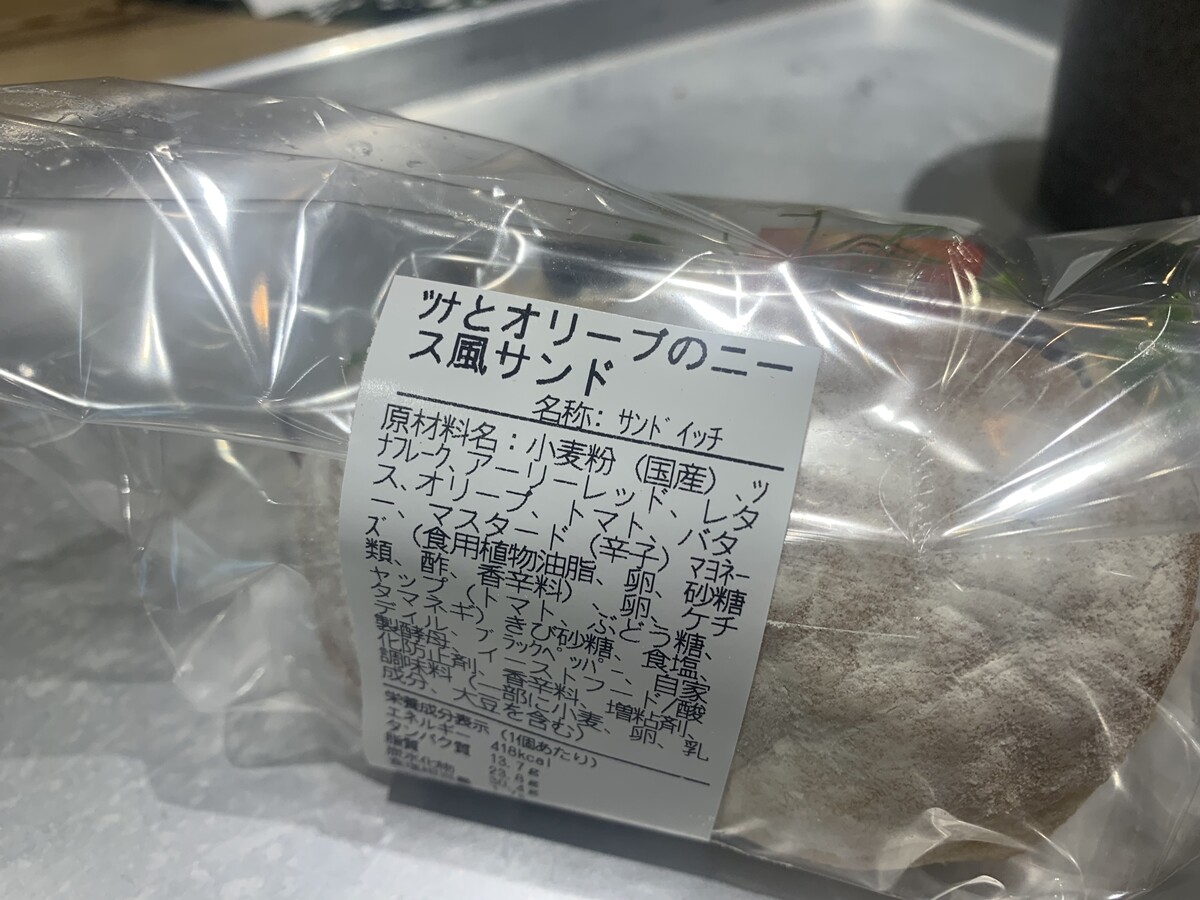 ﾂﾅとオリーブのニー
ス風サンド
名称: ｻﾝﾄﾞｲｯﾁ
原材料名：小麦粉（国産）、ツ
ﾅﾌﾚｰｸ、アーリーレッド、レタ
ス、オリーブ、トマト、バタ
ー、マスタード（辛子）ﾏﾖﾈｰ
ズ（食用植物油脂、卵、砂糖
類、酢、香辛料）、卵、ケチ
ャップ（トマト、ぶどう糖、
タマネギ）きび砂糖、食塩、
ディル、ﾌﾞﾗｯｸﾍﾟｯﾊﾟｰ、自家
製酵母、イーストフード/酸
化防止剤、香辛料、増粘剤、
調味料（一部に小麦、卵、乳
成分、大豆を含む）
栄養成分表示（1個あたり）
エネルギー 418kcal
タンパク質 13.7g
脂質 23.8g
炭水化物